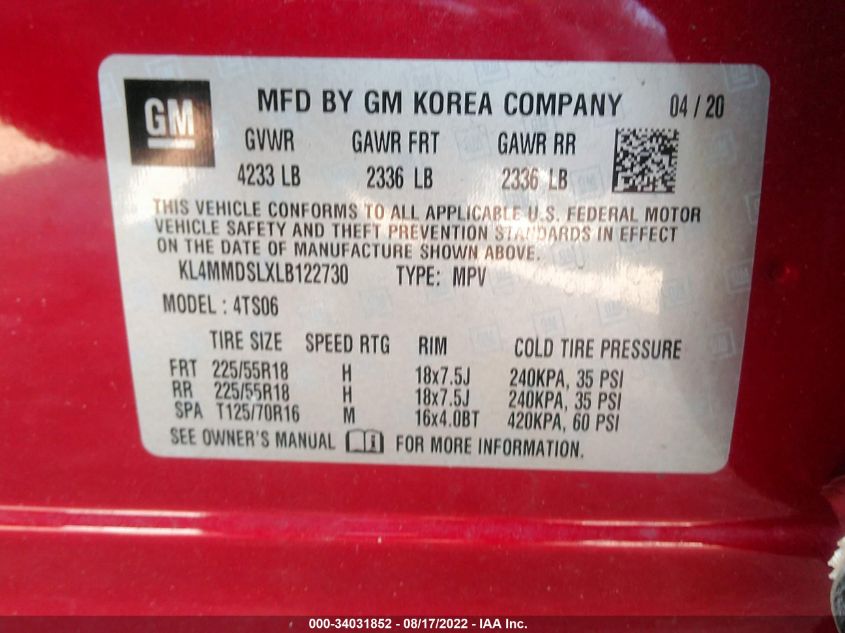 GM
MFD BY GM KOREA COMPANY 04 / 20
GVWR GAWR FRT GAWR RR
4233 LB 2336 LB 2336 LB
THIS VEHICLE CONFORMS TO ALL APPLICABLE U.S. FEDERAL MOTOR
VEHICLE SAFETY AND THEFT PREVENTION STANDARDS IN EFFECT
ON THE DATE OF MANUFACTURE SHOWN ABOVE.
KL4MMDSLXLB122730 TYPE: MPV
MODEL : 4TS06
TIRE SIZE SPEED RTG RIM COLD TIRE PRESSURE
FRT 225/55R18 H 18x7.5J 240KPA, 35 PSI
RR 225/55R18 H 18x7.5J 240KPA, 35 PSI
SPA T125/70R16 M 16x4.0BT 420KPA, 60 PSI
SEE OWNER'S MANUAL FOR MORE INFORMATION.
000-34031852 - 08/17/2022 - IAA Inc.